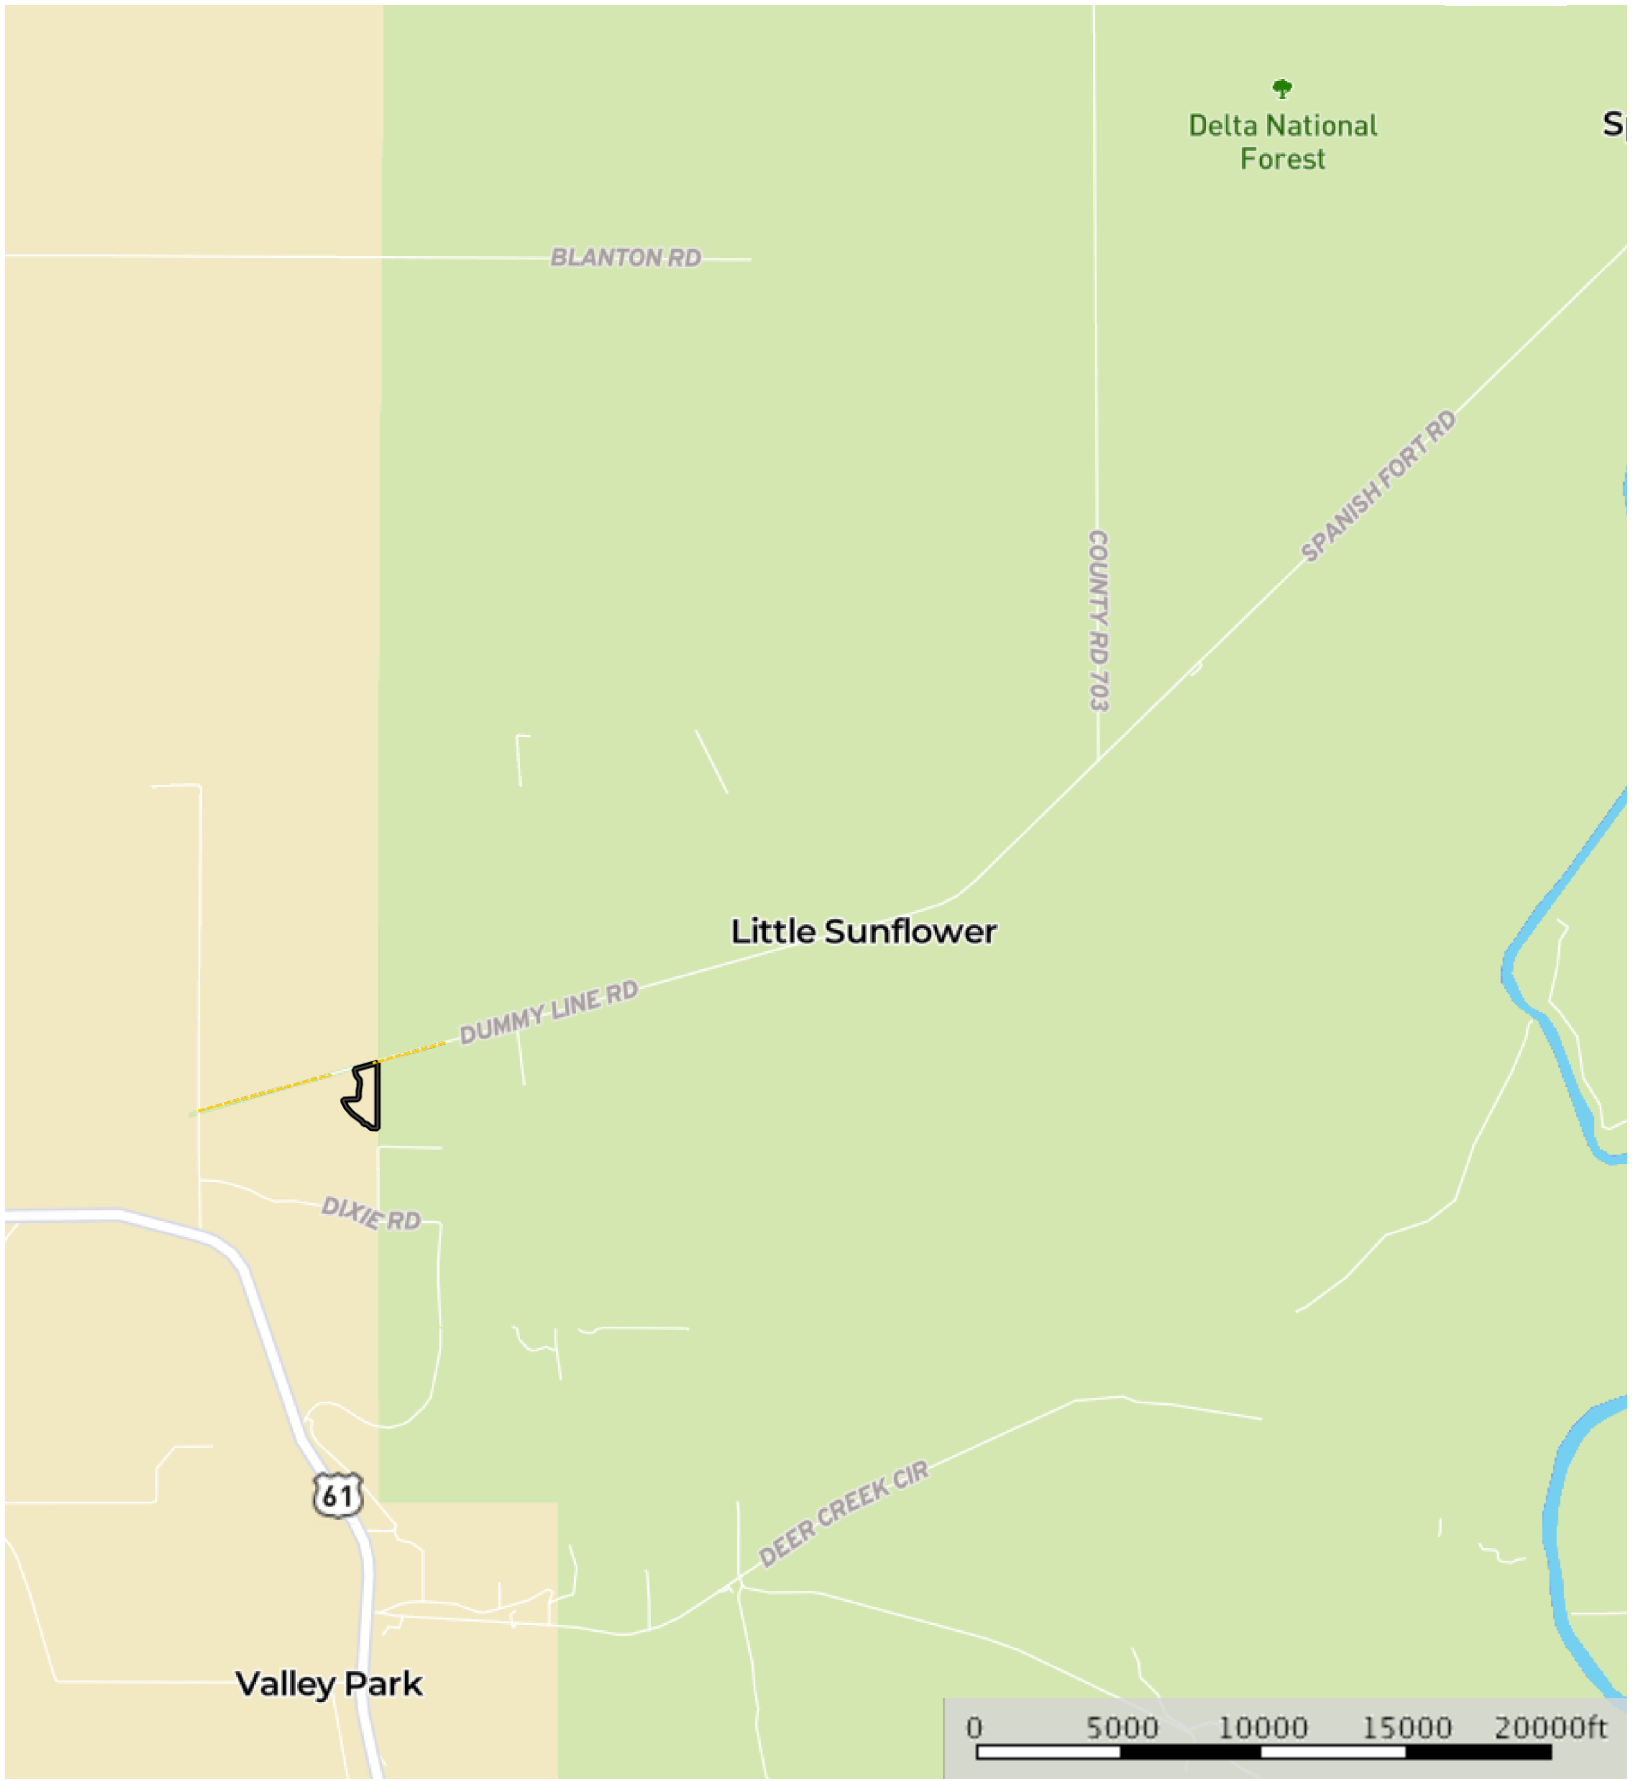 Delta National
Forest
Sp
BLANTON RD
SPANISH FORT RD
COUNTY RD 703
Little Sunflower
DUMMY LINE RD
DIXIE RD
61
DEER CREEK CIR
Valley Park
0 5000 10000 15000 20000ft